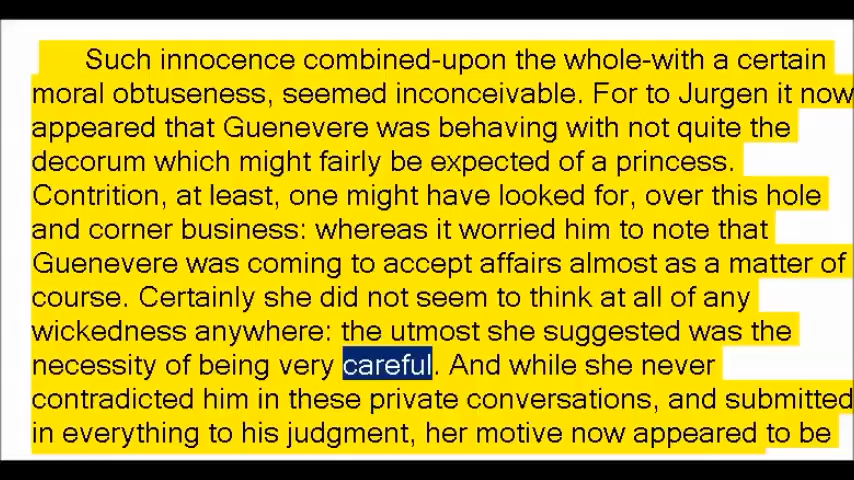 Such innocence combined-upon the whole-with a certain
moral obtuseness, seemed inconceivable. For to Jurgen it now
appeared that Guenevere was behaving with not quite the
decorum which might fairly be expected of a princess.
Contrition, at least, one might have looked for, over this hole
and corner business: whereas it worried him to note that
Guenevere was coming to accept affairs almost as a matter of
course. Certainly she did not seem to think at all of any
wickedness anywhere: the utmost she suggested was the
necessity of being very careful. And while she never
contradicted him in these private conversations, and submitted
in everything to his judgment, her motive now appeared to be